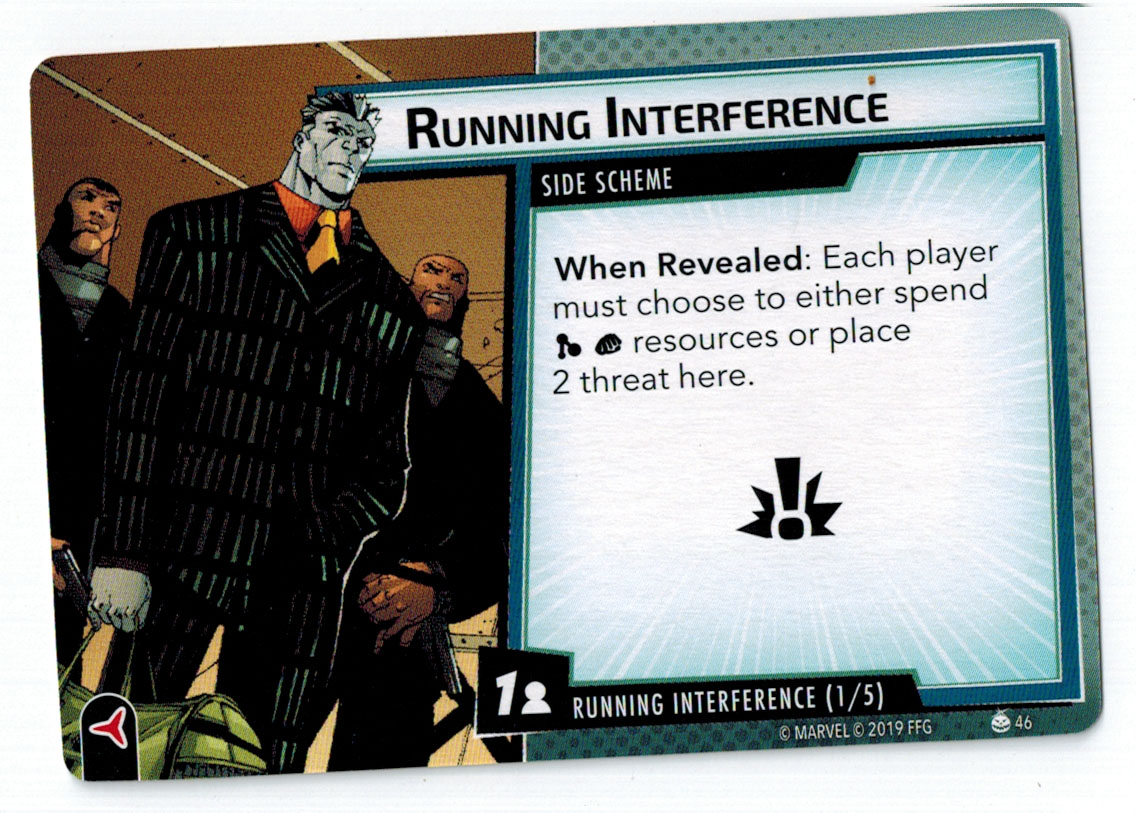 RUNNING INTERFERENCE
SIDE SCHEME
When Revealed: Each player
must choose to either spend
resources or place
2 threat here.
1
RUNNING INTERFERENCE (1/5)
© MARVEL © 2019 FFG
46